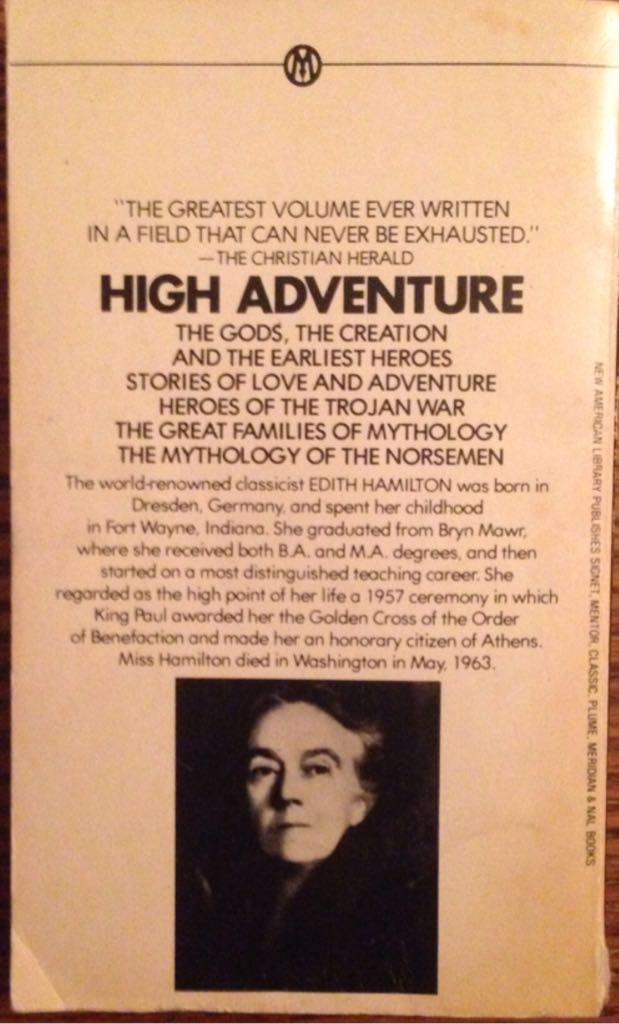 M
"THE GREATEST VOLUME EVER WRITTEN
IN A FIELD THAT CAN NEVER BE EXHAUSTED."
—THE CHRISTIAN HERALD
HIGH ADVENTURE
THE GODS, THE CREATION
AND THE EARLIEST HEROES
STORIES OF LOVE AND ADVENTURE
HEROES OF THE TROJAN WAR
THE GREAT FAMILIES OF MYTHOLOGY
THE MYTHOLOGY OF THE NORSEMEN
The world-renowned classicist EDITH HAMILTON was born in
Dresden, Germany, and spent her childhood
in Fort Wayne, Indiana. She graduated from Bryn Mawr,
where she received both B.A. and M.A. degrees, and then
started on a most distinguished teaching career. She
regarded as the high point of her life a 1957 ceremony in which
King Paul awarded her the Golden Cross of the Order
of Benefaction and made her an honorary citizen of Athens.
Miss Hamilton died in Washington in May, 1963.
NEW AMERICAN LIBRARY PUBLISHES SIGNET, MENTOR, CLASSIC, PLUME, MERIDIAN & NAL BOOKS